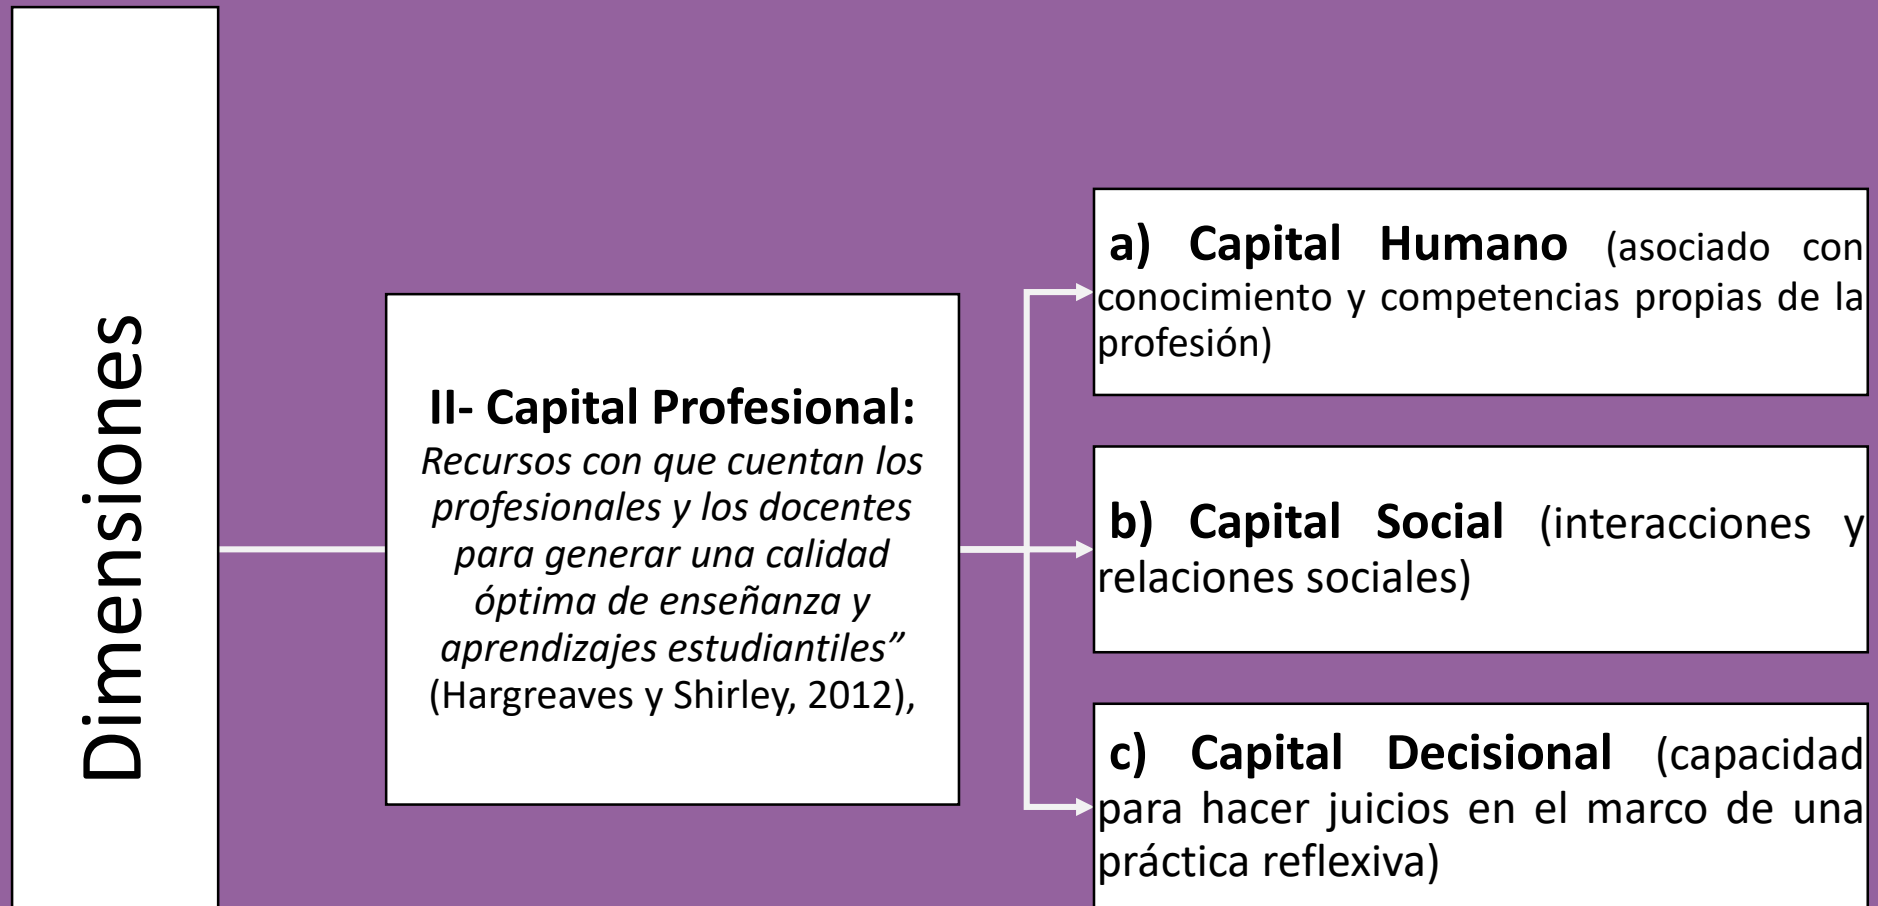 Dimensiones
II- Capital Profesional:
Recursos con que cuentan los
profesionales y los docentes
para generar una calidad
óptima de enseñanza y
aprendizajes estudiantiles”
(Hargreaves y Shirley, 2012),
a) Capital Humano (asociado con
conocimiento y competencias propias de la
profesión)
b) Capital Social (interacciones y
relaciones sociales)
c) Capital Decisional (capacidad
para hacer juicios en el marco de una
práctica reflexiva)